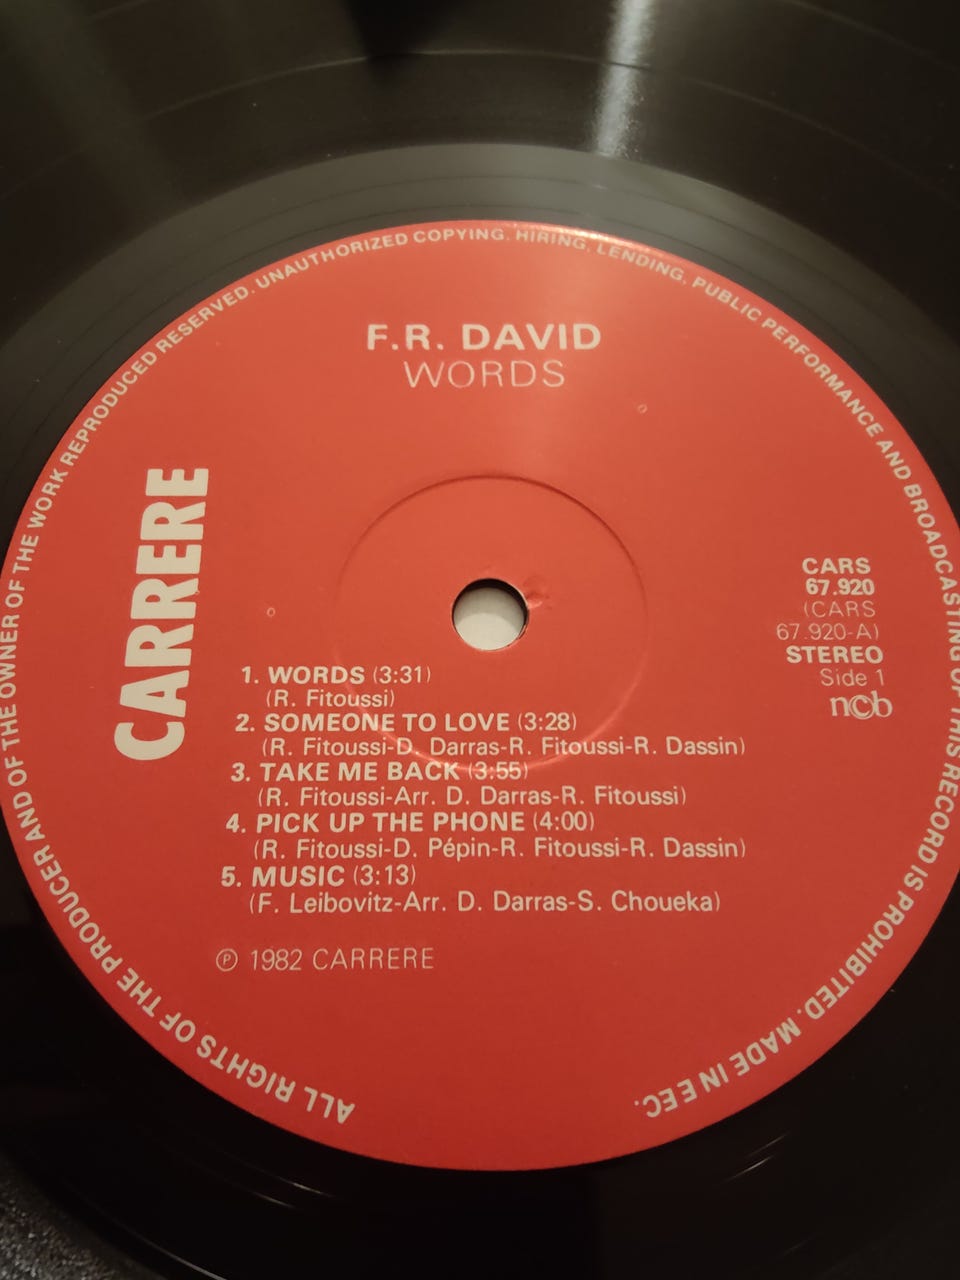 ALL RIGHTS OF THE PRODUCER AND OF THE OWNER OF THE WORK REPRODUCED RESERVED. UNAUTHORIZED COPYING, HIRING, LENDING, PUBLIC PERFORMANCE AND BROADCASTING OF THIS RECORD IS PROHIBITED. MADE IN EEC.
F.R. DAVID
WORDS
CARRERE
CARS
67.920
(CARS
67.920-A)
STEREO
Side 1
n©b
1. WORDS (3:31)
(R. Fitoussi)
2. SOMEONE TO LOVE (3:28)
(R. Fitoussi-D. Darras-R. Fitoussi-R. Dassin)
3. TAKE ME BACK (3:55)
(R. Fitoussi-Arr. D. Darras-R. Fitoussi)
4. PICK UP THE PHONE (4:00)
(R. Fitoussi-D. Pépin-R. Fitoussi-R. Dassin)
5. MUSIC (3:13)
(F. Leibovitz-Arr. D. Darras-S. Choueka)
℗ 1982 CARRERE